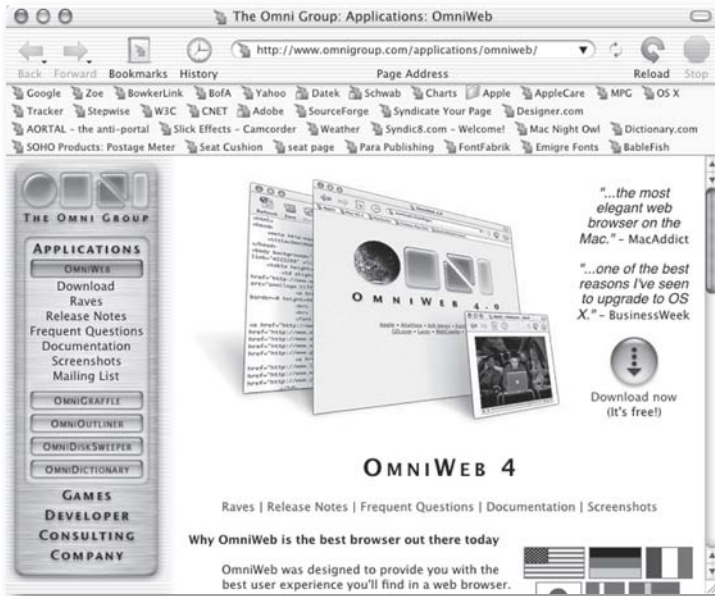 The Omni Group: Applications: OmniWeb
http://www.omnigroup.com/applications/omniweb/
Back Forward Bookmarks History Page Address Reload Stop
Google Zoe BowkerLink BofA Yahoo Datek Schwab Charts Apple AppleCare MPG OS X
Tracker Stepwise W3C CNET Adobe SourceForge Syndicate Your Page Designer.com
AORTAL – the anti-portal Slick Effects – Camcorder Weather Syndic8.com – Welcome! Mac Night Owl Dictionary.com
SOHO Products: Postage Meter Seat Cushion seat page Para Publishing FontFabrik Emigre Fonts BableFish
OMNI
THE OMNI GROUP
APPLICATIONS
OMNIWEB
Download
Raves
Release Notes
Frequent Questions
Documentation
Screenshots
Mailing List
OMNIGRAFFLE
OMNIOUTLINER
OMNIDISKSWEEPER
OMNIDICTIONARY
GAMES
DEVELOPER
CONSULTING
COMPANY
OMNIWEB 4.0
"...the most
elegant web
browser on the
Mac." – MacAddict
"...one of the best
reasons I've seen
to upgrade to OS
X." – BusinessWeek
Download now
(It's free!)
OMNIWEB 4
Raves | Release Notes | Frequent Questions | Documentation | Screenshots
Why OmniWeb is the best browser out there today
OmniWeb was designed to provide you with the
best user experience you'll find in a web browser.